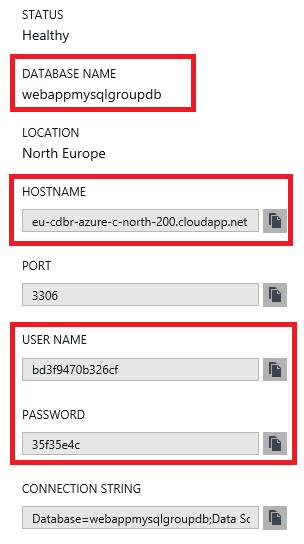 STATUS
Healthy
DATABASE NAME
webappmysqlgroupdb
LOCATION
North Europe
HOSTNAME
eu-cdbr-azure-c-north-200.cloudapp.net
PORT
3306
USER NAME
bd3f9470b326cf
PASSWORD
35f35e4c
CONNECTION STRING
Database=webappmysqlgroupdb;Data Sc